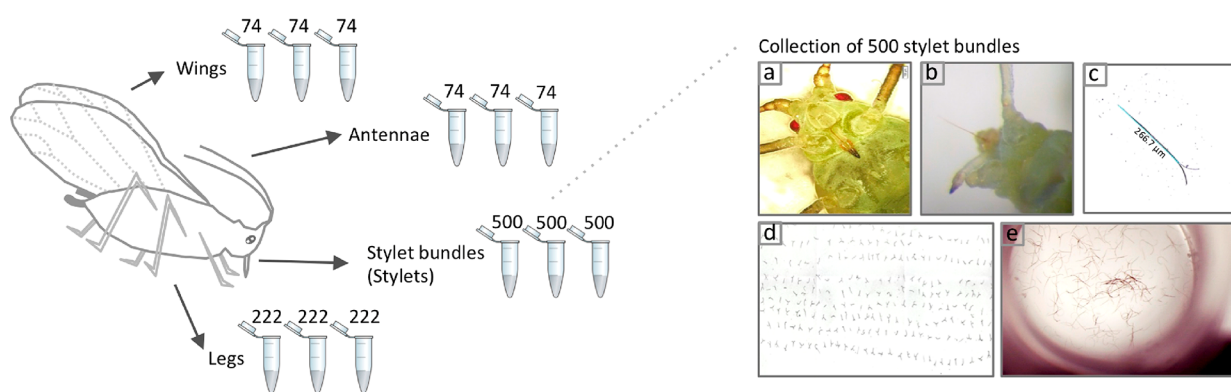 74 74 74
Wings
74 74 74
Antennae
500 500 500
Stylet bundles
(Stylets)
222 222 222
Legs
Collection of 500 stylet bundles
a
b
c
266.7 µm
d
e